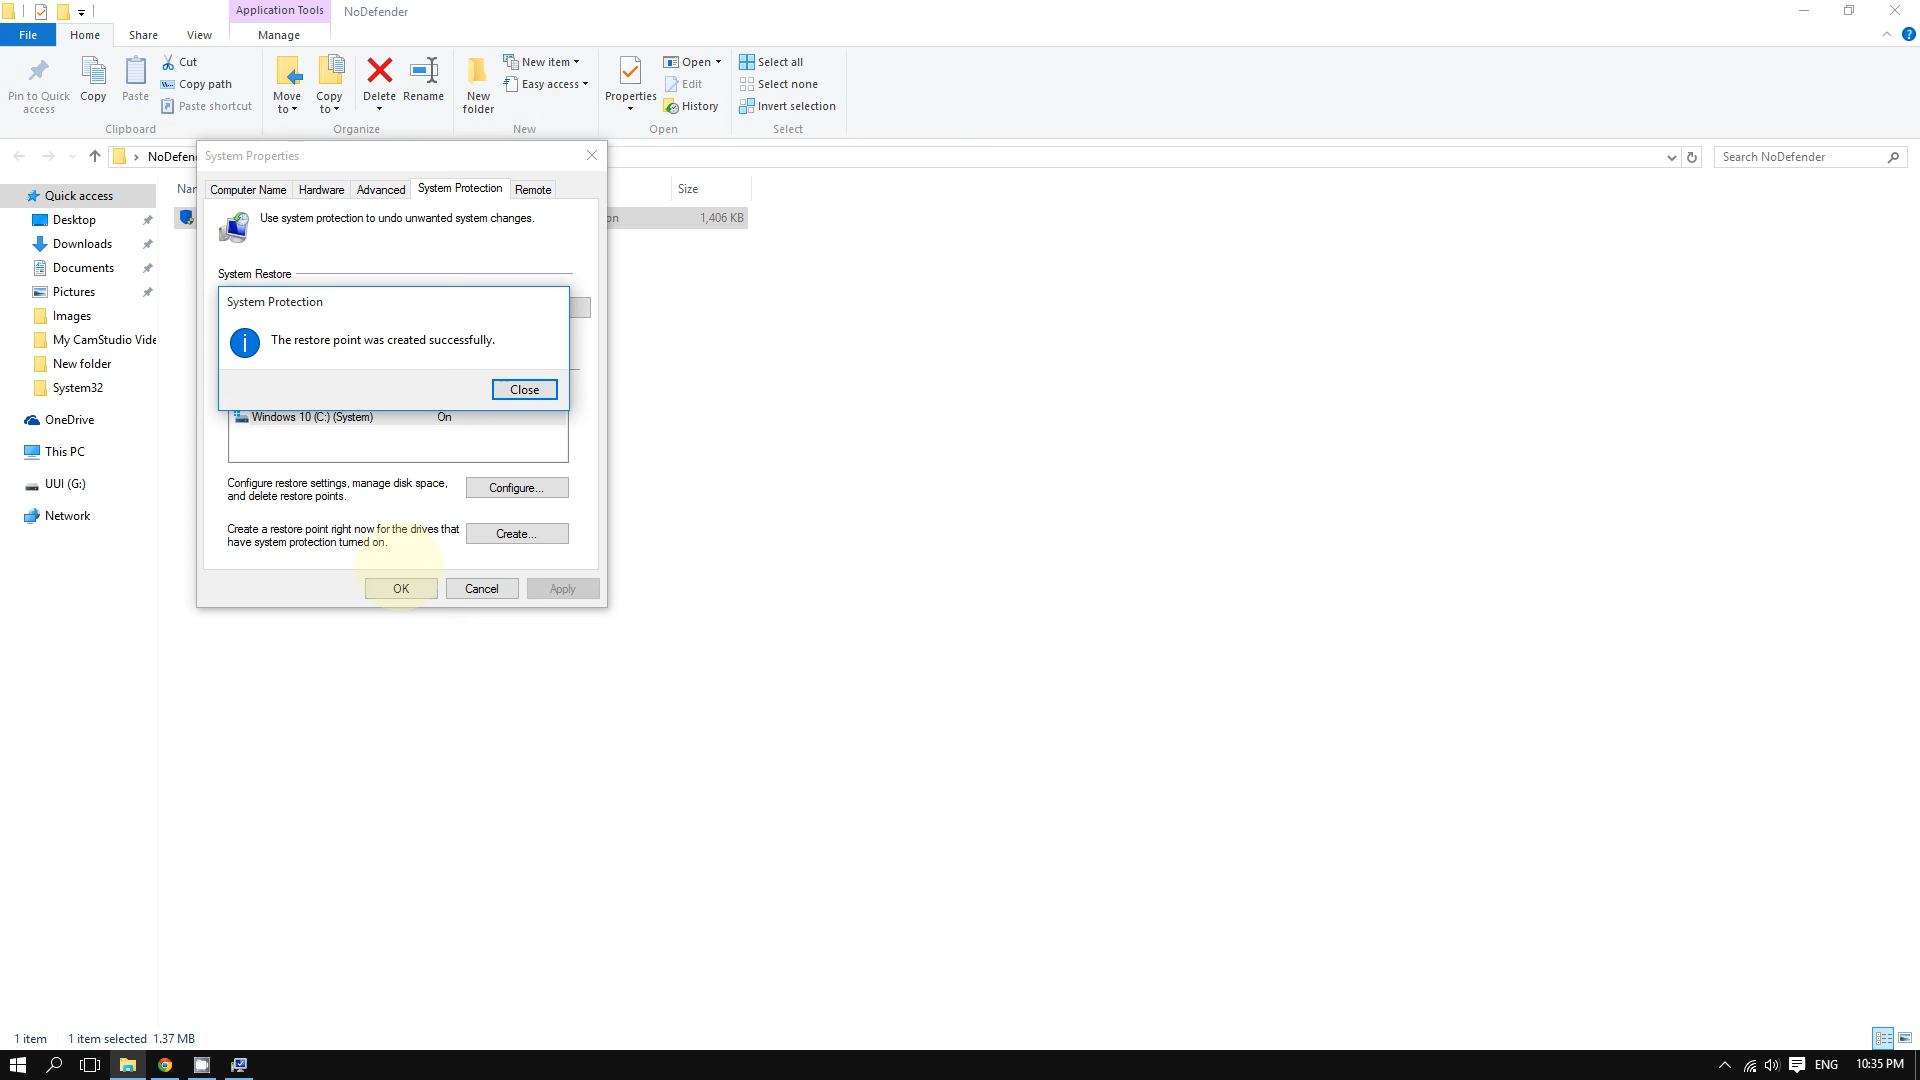 Application Tools
NoDefender
File
Home
Share
View
Manage
Pin to Quick
access
Copy
Paste
Cut
Copy path
Paste shortcut
Move
to
Copy
to
Delete
Rename
New
folder
New item
Easy access
Properties
Open
Edit
History
Select all
Select none
Invert selection
Clipboard
Organize
New
Open
Select
NoDefen
Search NoDefender
System Properties
Computer Name
Hardware
Advanced
System Protection
Remote
Use system protection to undo unwanted system changes.
System Restore
System Protection
The restore point was created successfully.
Close
Windows 10 (C:) (System)
On
Configure restore settings, manage disk space,
and delete restore points.
Configure...
Create a restore point right now for the drives that
have system protection turned on.
Create...
OK
Cancel
Apply
Nar
Size
on
1,406 KB
Quick access
Desktop
Downloads
Documents
Pictures
Images
My CamStudio Vide
New folder
System32
OneDrive
This PC
UUI (G:)
Network
1 item
1 item selected 1.37 MB
ENG
10:35 PM